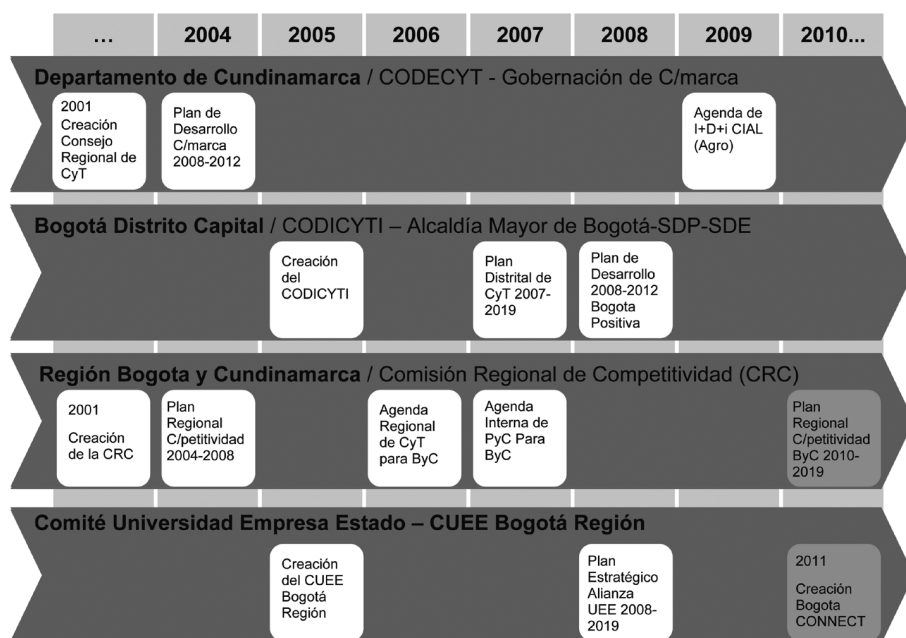 ... 2004 2005 2006 2007 2008 2009 2010...
Departamento de Cundinamarca / CODECYT - Gobernación de C/marca
2001
Creación
Consejo
Regional de
CyT
Plan de
Desarrollo
C/marca
2008-2012
Agenda de
I+D+i CIAL
(Agro)
Bogotá Distrito Capital / CODICYTI – Alcaldía Mayor de Bogotá-SDP-SDE
Creación
del
CODICYTI
Plan
Distrital de
CyT 2007-
2019
Plan de
Desarrollo
2008-2012
Bogota
Positiva
Región Bogota y Cundinamarca / Comisión Regional de Competitividad (CRC)
2001
Creación
de la CRC
Plan
Regional
C/petitividad
2004-2008
Agenda
Regional
de CyT
para ByC
Agenda
Interna de
PyC Para
ByC
Plan
Regional
C/petitividad
ByC 2010-
2019
Comité Universidad Empresa Estado – CUEE Bogotá Región
Creación
del CUEE
Bogotá
Región
Plan
Estratégico
Alianza
UEE 2008-
2019
2011
Creación
Bogota
CONNECT